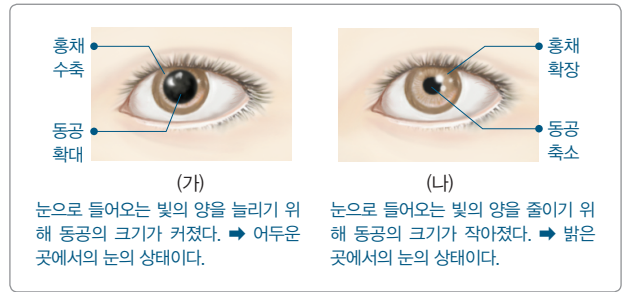 홍채
수축
동공
확대
(가)
눈으로 들어오는 빛의 양을 늘리기 위
해 동공의 크기가 커졌다. ➡ 어두운
곳에서의 눈의 상태이다.
홍채
확장
동공
축소
(나)
눈으로 들어오는 빛의 양을 줄이기 위
해 동공의 크기가 작아졌다. ➡ 밝은
곳에서의 눈의 상태이다.